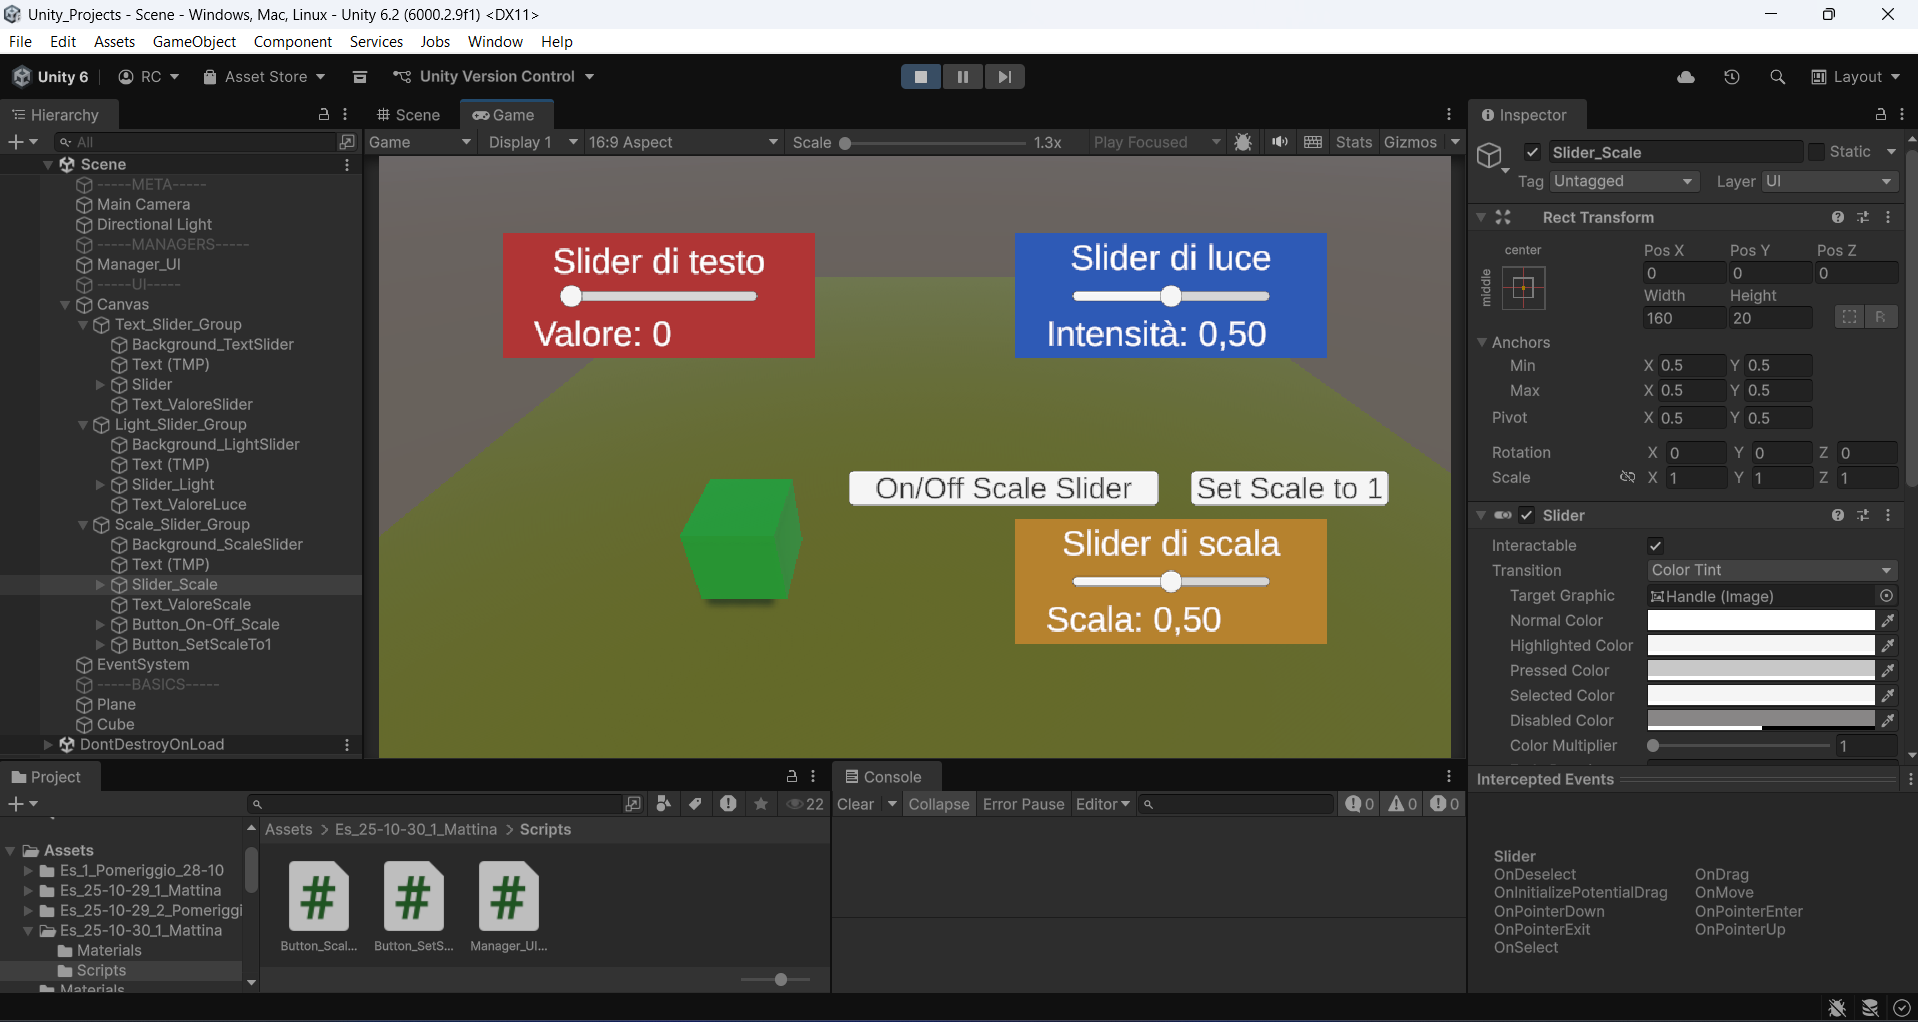 Unity_Projects - Scene - Windows, Mac, Linux - Unity 6.2 (6000.2.9f1) <DX11>
File Edit Assets GameObject Component Services Jobs Window Help
Unity 6 RC Asset Store Unity Version Control Layout
Hierarchy
All
Scene
-----META-----
Main Camera
Directional Light
-----MANAGERS-----
Manager_UI
-----UI-----
Canvas
Text_Slider_Group
Background_TextSlider
Text (TMP)
Slider
Text_ValoreSlider
Light_Slider_Group
Background_LightSlider
Text (TMP)
Slider_Light
Text_ValoreLuce
Scale_Slider_Group
Background_ScaleSlider
Text (TMP)
Slider_Scale
Text_ValoreScale
Button_On-Off_Scale
Button_SetScaleTo1
EventSystem
-----BASICS-----
Plane
Cube
DontDestroyOnLoad
Scene Game
Game Display 1 16:9 Aspect Scale 1.3x Play Focused Stats Gizmos
Slider di testo
Valore: 0
Slider di luce
Intensità: 0,50
On/Off Scale Slider
Set Scale to 1
Slider di scala
Scala: 0,50
Inspector
Slider_Scale Static
Tag Untagged Layer UI
Rect Transform
center
middle
Pos X Pos Y Pos Z
0 0 0
Width Height
160 20 R
Anchors
Min X 0.5 Y 0.5
Max X 0.5 Y 0.5
Pivot X 0.5 Y 0.5
Rotation X 0 Y 0 Z 0
Scale X 1 Y 1 Z 1
Slider
Interactable
Transition Color Tint
Target Graphic Handle (Image)
Normal Color
Highlighted Color
Pressed Color
Selected Color
Disabled Color
Color Multiplier 1
Intercepted Events
Slider
OnDeselect OnDrag
OnInitializePotentialDrag OnMove
OnPointerDown OnPointerEnter
OnPointerExit OnPointerUp
OnSelect
Project
22
Assets
Es_1_Pomeriggio_28-10
Es_25-10-29_1_Mattina
Es_25-10-29_2_Pomeriggi
Es_25-10-30_1_Mattina
Materials
Scripts
Materials
Assets > Es_25-10-30_1_Mattina > Scripts
Button_Scal... Button_SetS... Manager_UI...
Console
Clear Collapse Error Pause Editor 0 0 0